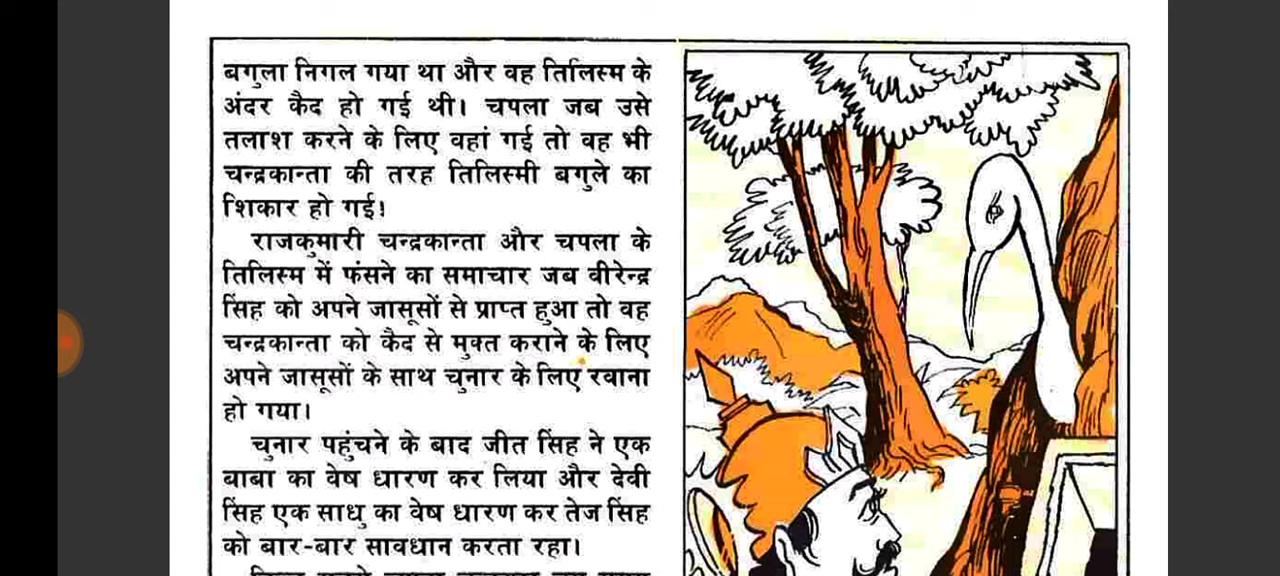 बगुला निगल गया था और वह तिलिस्म के
अंदर कैद हो गई थी। चपला जब उसे
तलाश करने के लिए वहां गई तो वह भी
चन्द्रकान्ता की तरह तिलिस्मी बगुले का
शिकार हो गई!
राजकुमारी चन्द्रकान्ता और चपला के
तिलिस्म में फंसने का समाचार जब वीरेन्द्र
सिंह को अपने जासूसों से प्राप्त हुआ तो वह
चन्द्रकान्ता को कैद से मुक्त कराने के लिए
अपने जासूसों के साथ चुनार के लिए रवाना
हो गया।
चुनार पहुंचने के बाद जीत सिंह ने एक
बाबा का वेष धारण कर लिया और देवी
सिंह एक साधु का वेष धारण कर तेज सिंह
को बार-बार सावधान करता रहा।